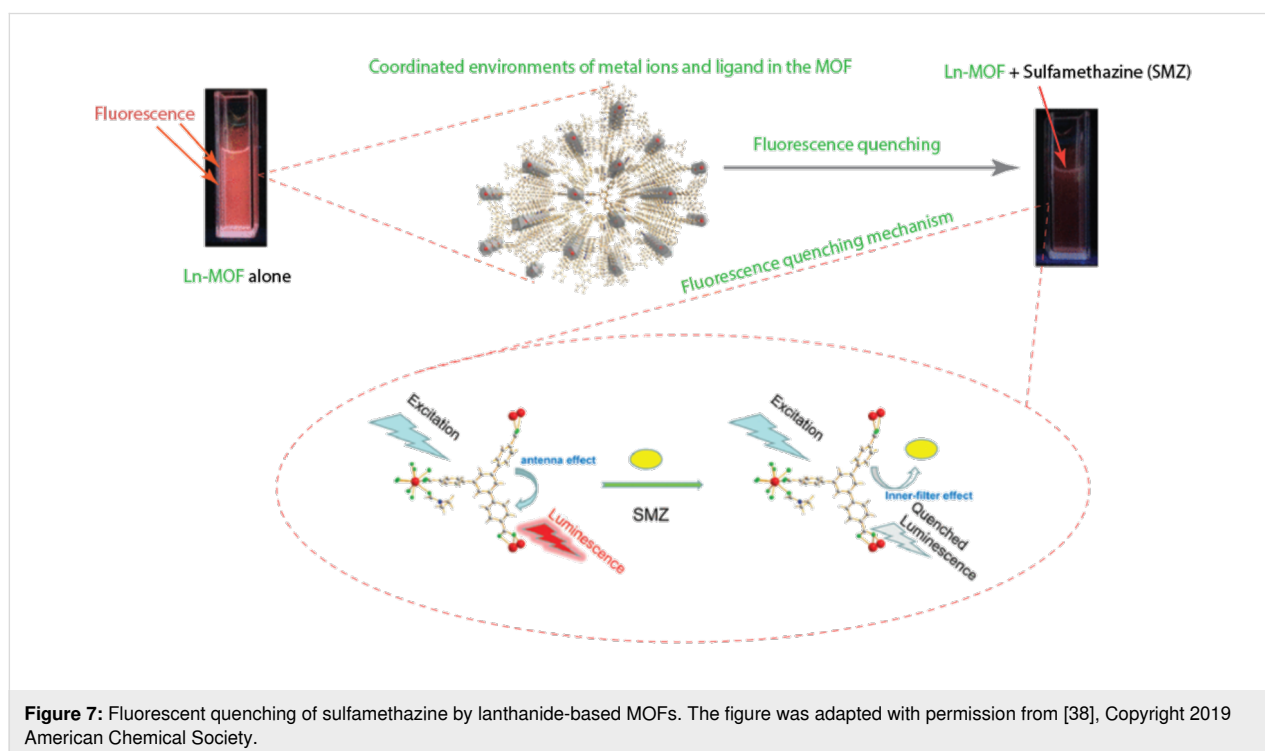 Coordinated environments of metal ions and ligand in the MOF
Ln-MOF + Sulfamethazine (SMZ)
Fluorescence
Fluorescence quenching
Ln-MOF alone
Fluorescence quenching mechanism
Excitation
antenna effect
Luminescence
SMZ
Excitation
Inner-filter effect
Quenched
Luminescence
Figure 7: Fluorescent quenching of sulfamethazine by lanthanide-based MOFs. The figure was adapted with permission from [38], Copyright 2019
American Chemical Society.